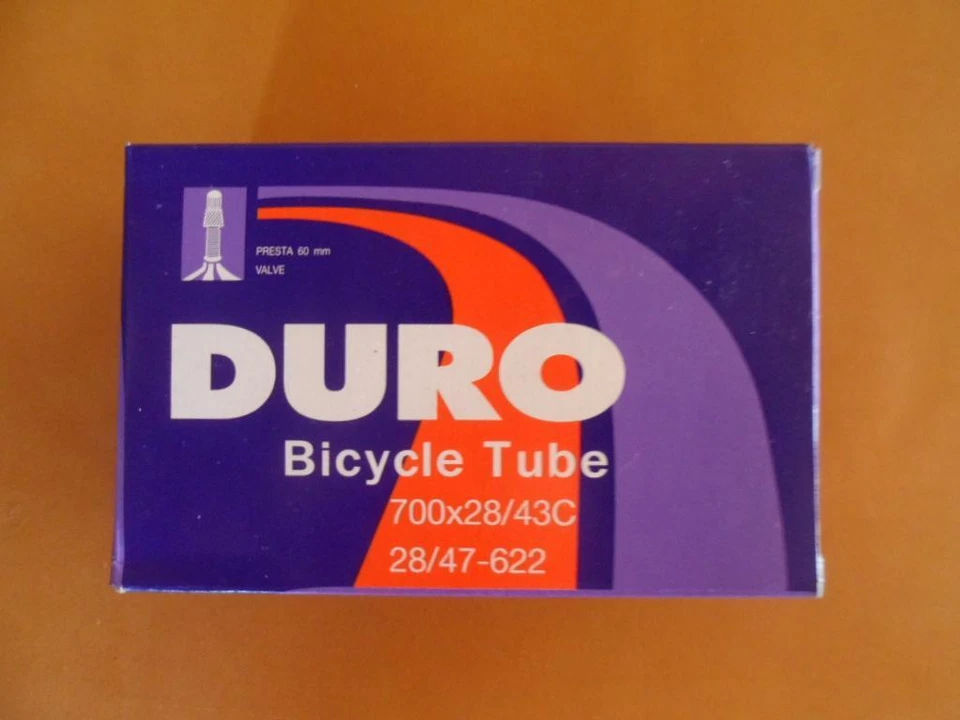 PRESTA 60 mm
VALVE
DURO
Bicycle Tube
700x28/43C
28/47-622